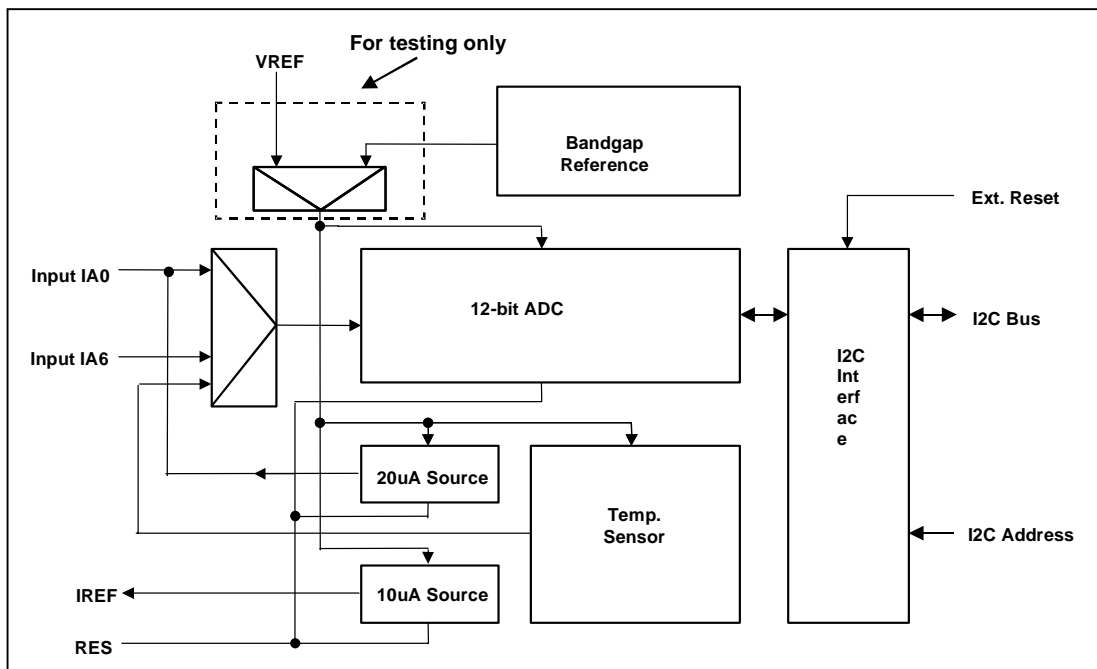 For testing only
VREF
Bandgap
Reference
Ext. Reset
Input IA0
12-bit ADC
I2C Bus
Input IA6
I2C
Int
erf
ac
e
20uA Source
Temp.
Sensor
I2C Address
IREF
10uA Source
RES